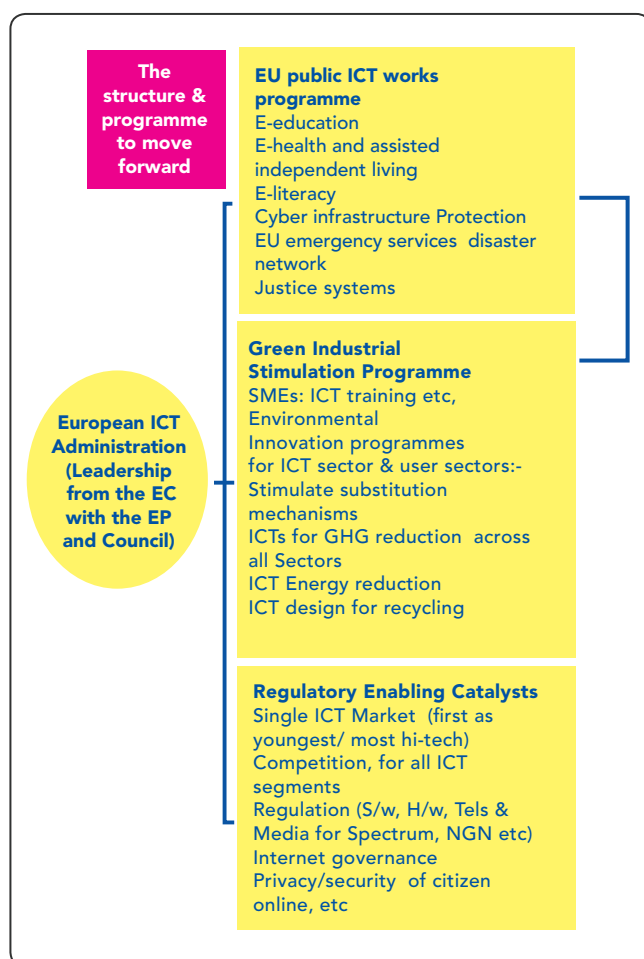 The
structure &
programme
to move
forward
EU public ICT works
programme
E-education
E-health and assisted
independent living
E-literacy
Cyber infrastructure Protection
EU emergency services disaster
network
Justice systems
Green Industrial
Stimulation Programme
SMEs: ICT training etc,
Environmental
Innovation programmes
for ICT sector & user sectors:-
Stimulate substitution
mechanisms
ICTs for GHG reduction across
all Sectors
ICT Energy reduction
ICT design for recycling
European ICT
Administration
(Leadership
from the EC
with the EP
and Council)
Regulatory Enabling Catalysts
Single ICT Market (first as
youngest/ most hi-tech)
Competition, for all ICT
segments
Regulation (S/w, H/w, Tels &
Media for Spectrum, NGN etc)
Internet governance
Privacy/security of citizen
online, etc